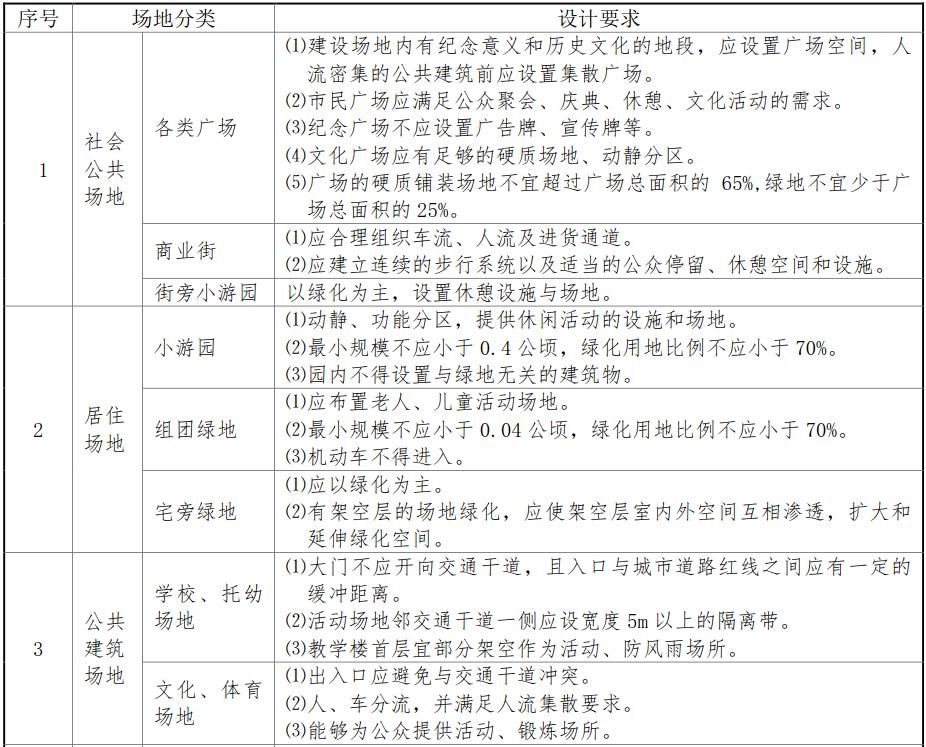 序号 场地分类 设计要求
1
社会
公共
场地
各类广场
⑴建设场地内有纪念意义和历史文化的地段，应设置广场空间，人
流密集的公共建筑前应设置集散广场。
⑵市民广场应满足公众聚会、庆典、休憩、文化活动的需求。
⑶纪念广场不应设置广告牌、宣传牌等。
⑷文化广场应有足够的硬质场地、动静分区。
⑸广场的硬质铺装场地不宜超过广场总面积的 65%,绿地不宜少于广
场总面积的25%。
商业街
⑴应合理组织车流、人流及进货通道。
⑵应建立连续的步行系统以及适当的公众停留、休憩空间和设施。
街旁小游园 以绿化为主，设置休憩设施与场地。
2
居住
场地
小游园
⑴动静、功能分区，提供休闲活动的设施和场地。
⑵最小规模不应小于0.4公顷，绿化用地比例不应小于70%。
⑶园内不得设置与绿地无关的建筑物。
组团绿地
⑴应布置老人、儿童活动场地。
⑵最小规模不应小于0.04公顷，绿化用地比例不应小于70%。
⑶机动车不得进入。
宅旁绿地
⑴应以绿化为主。
⑵有架空层的场地绿化，应使架空层室内外空间互相渗透，扩大和
延伸绿化空间。
3
公共
建筑
场地
学校、托幼
场地
⑴大门不应开向交通干道，且入口与城市道路红线之间应有一定的
缓冲距离。
⑵活动场地邻交通干道一侧应设宽度5m以上的隔离带。
⑶教学楼首层宜部分架空作为活动、防风雨场所。
文化、体育
场地
⑴出入口应避免与交通干道冲突。
⑵人、车分流，并满足人流集散要求。
⑶能够为公众提供活动、锻炼场所。